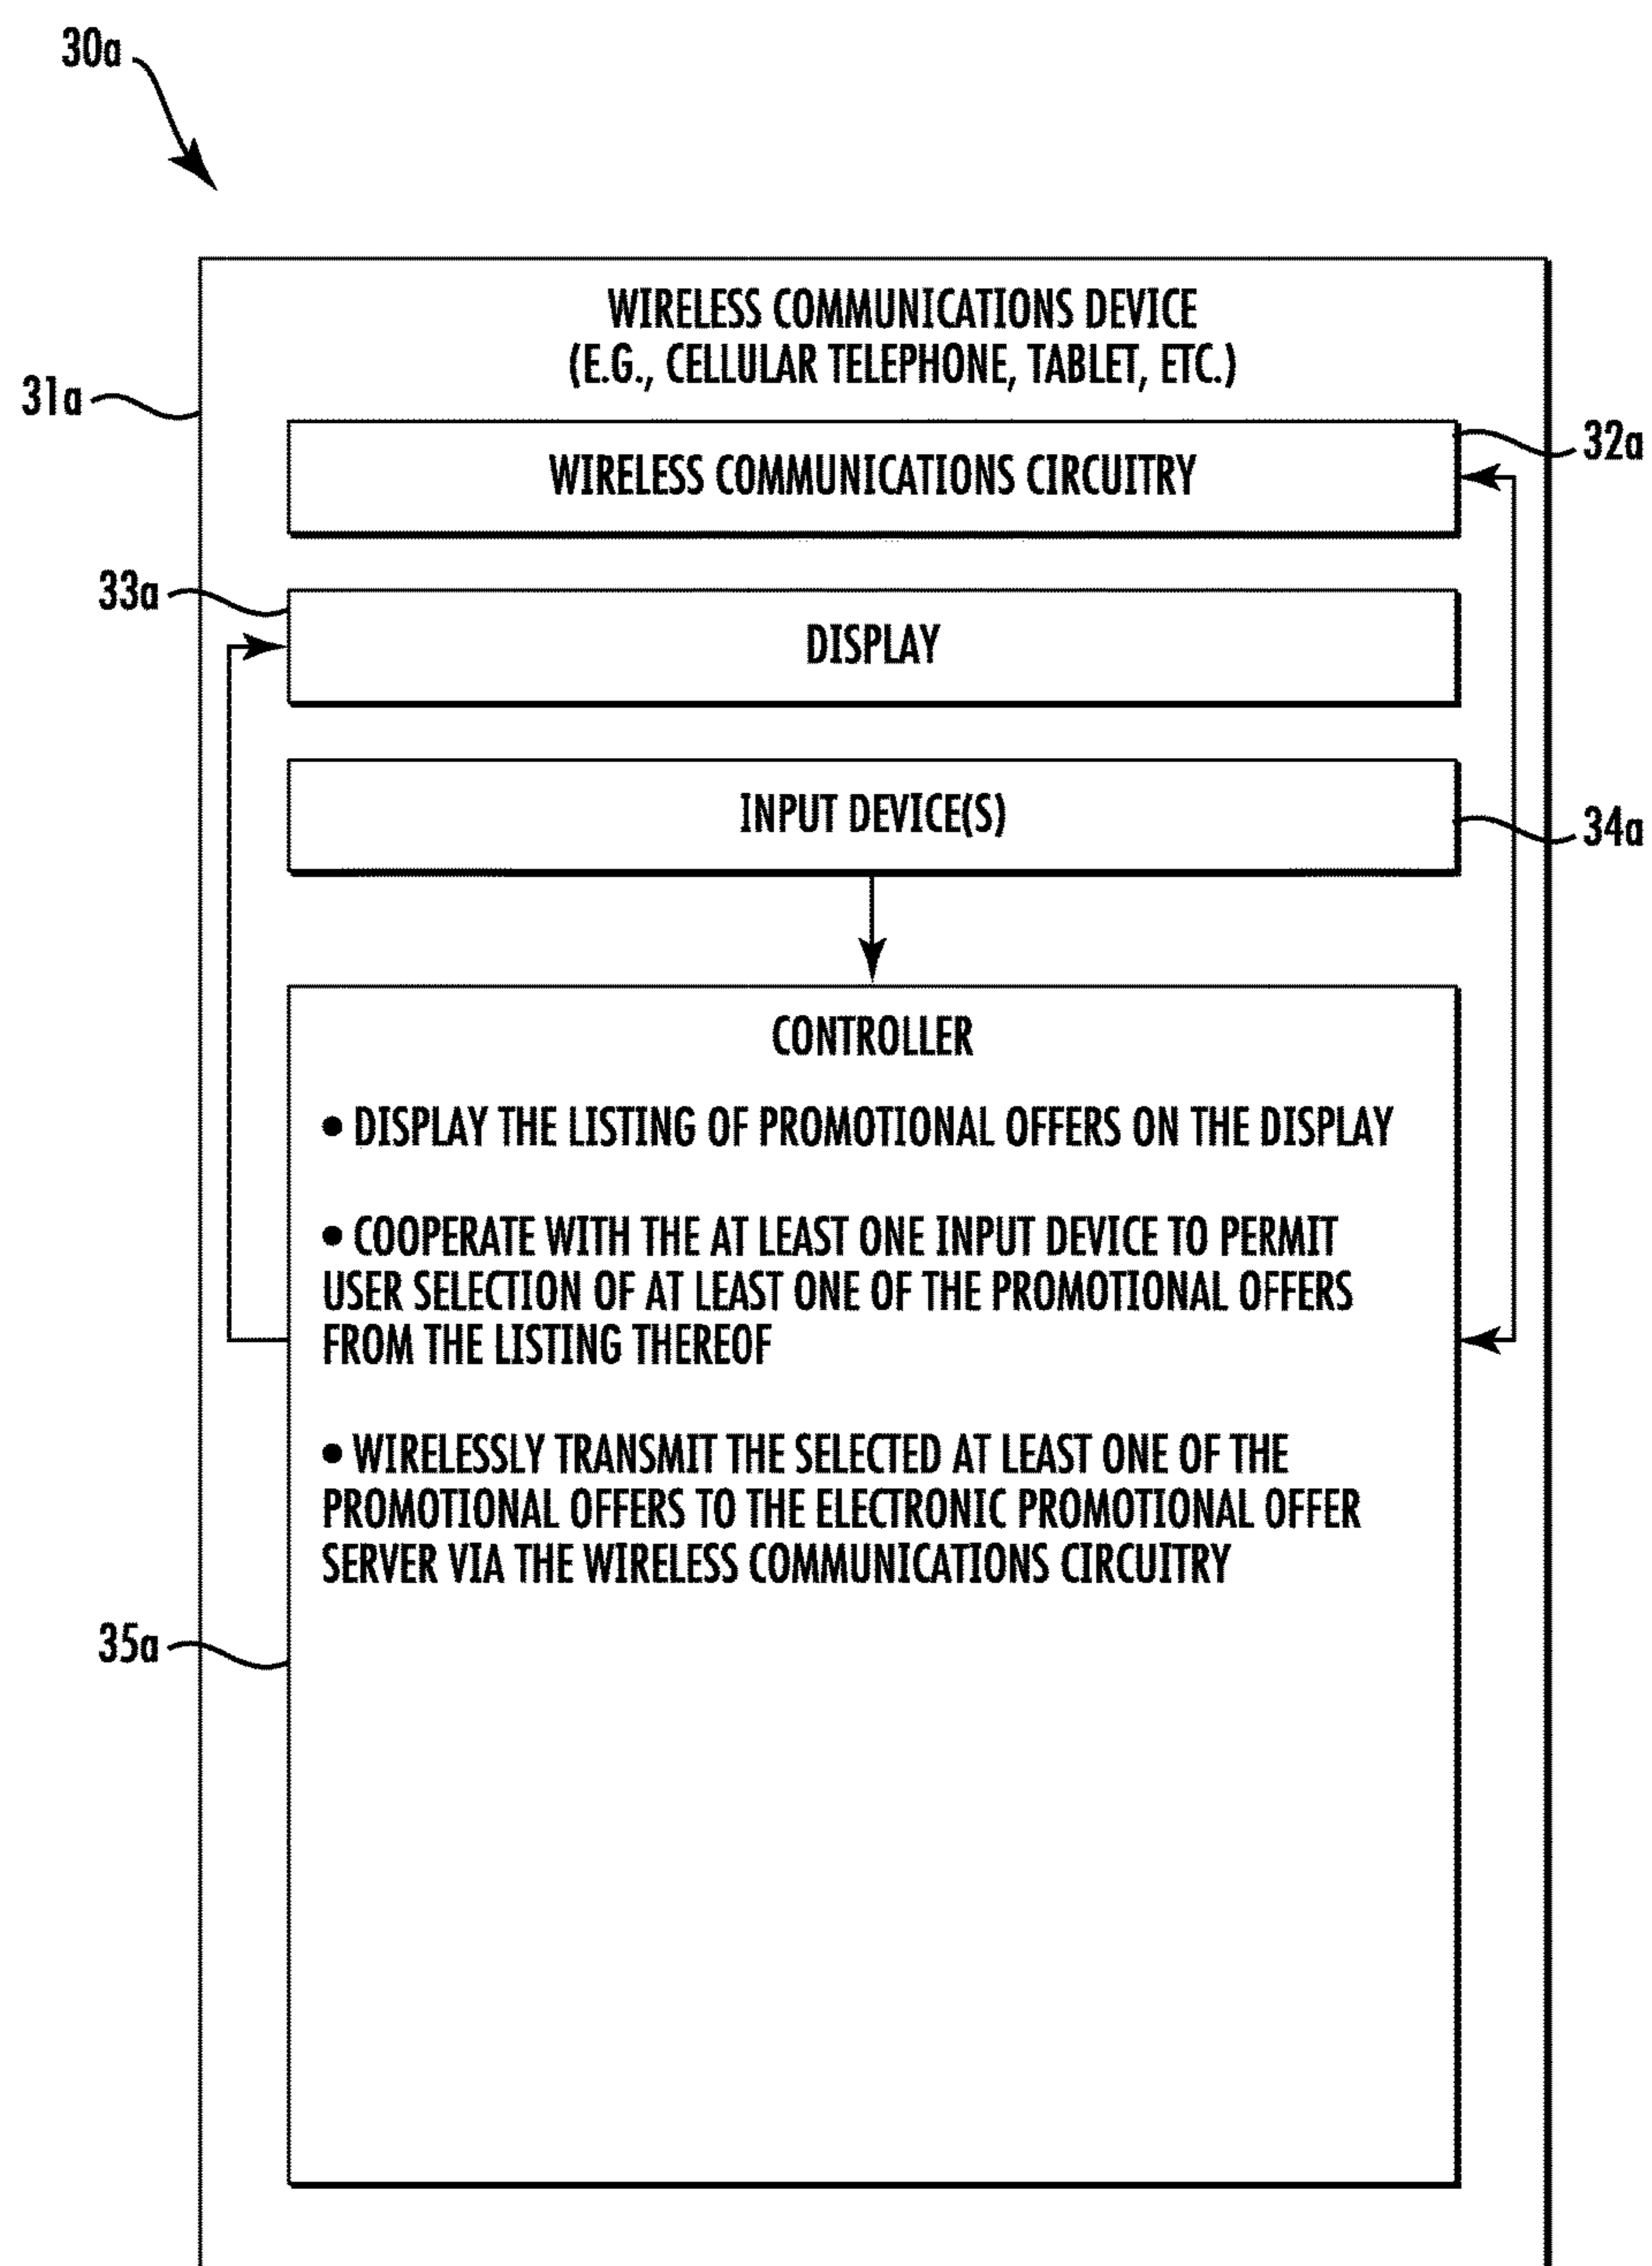 30a
WIRELESS COMMUNICATIONS DEVICE
(E.G., CELLULAR TELEPHONE, TABLET, ETC.)
31a
32a
WIRELESS COMMUNICATIONS CIRCUITRY
33a
DISPLAY
INPUT DEVICE(S)
34a
CONTROLLER
• DISPLAY THE LISTING OF PROMOTIONAL OFFERS ON THE DISPLAY
• COOPERATE WITH THE AT LEAST ONE INPUT DEVICE TO PERMIT
USER SELECTION OF AT LEAST ONE OF THE PROMOTIONAL OFFERS
FROM THE LISTING THEREOF
• WIRELESSLY TRANSMIT THE SELECTED AT LEAST ONE OF THE
PROMOTIONAL OFFERS TO THE ELECTRONIC PROMOTIONAL OFFER
SERVER VIA THE WIRELESS COMMUNICATIONS CIRCUITRY
35a